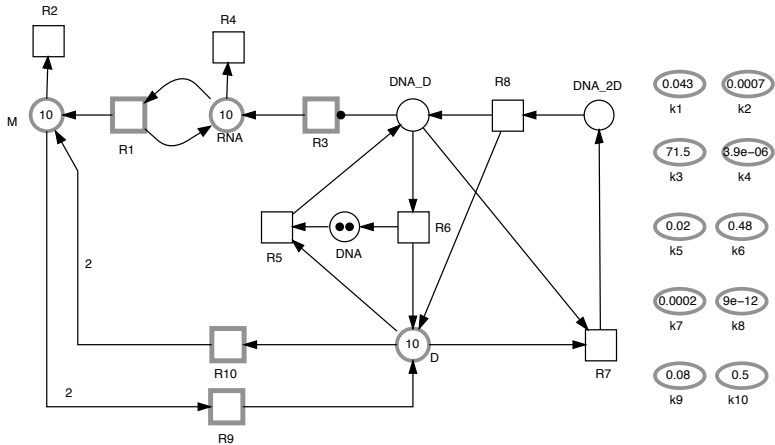 R2
R4
DNA_D
R8
DNA_2D
M
10
10
R1
RNA
R3
0.043
0.0007
k1
k2
71.5
3.9e-06
k3
k4
R5
DNA
R6
0.02
0.48
k5
k6
2
0.0002
9e-12
k7
k8
10
D
R10
R7
2
0.08
0.5
k9
k10
R9